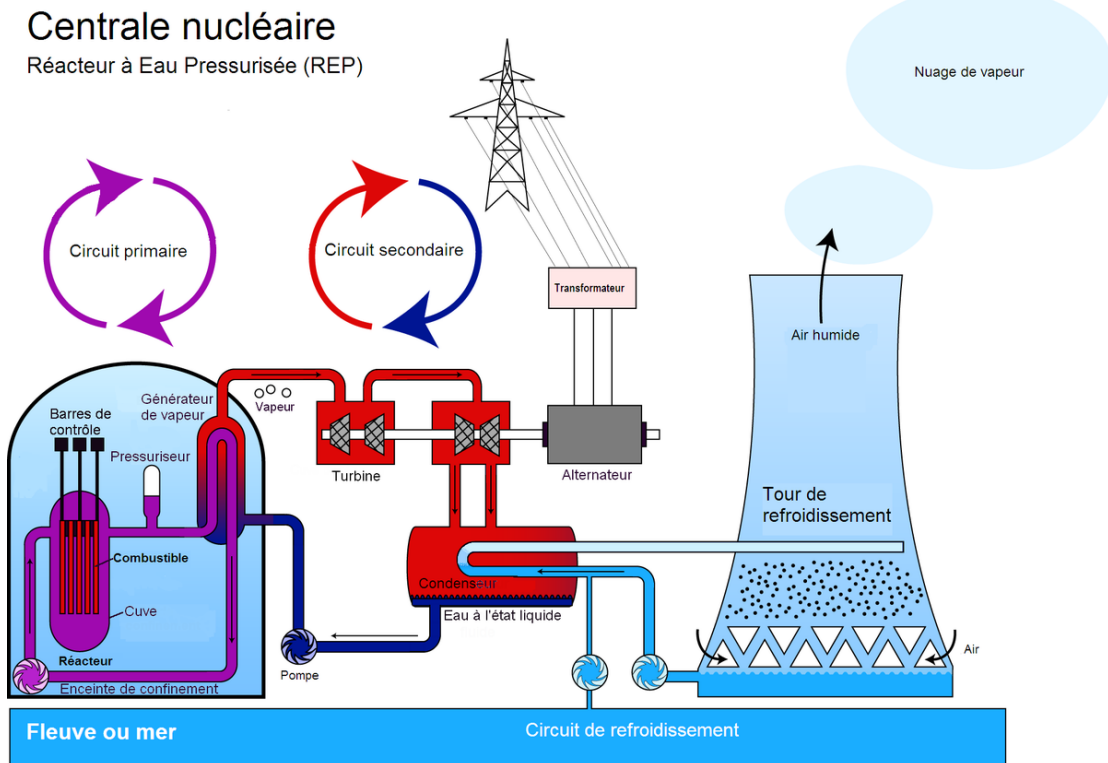 Centrale nucléaire
Réacteur à Eau Pressurisée (REP)
Nuage de vapeur
Circuit primaire
Circuit secondaire
Transformateur
Air humide
Générateur
de vapeur
Vapeur
Barres de
contrôle
Pressuriseur
Turbine
Alternateur
Tour de
refroidissement
Combustible
Condenseur
Cuve
Eau à l'état liquide
Réacteur
Pompe
Air
Enceinte de confinement
Fleuve ou mer
Circuit de refroidissement